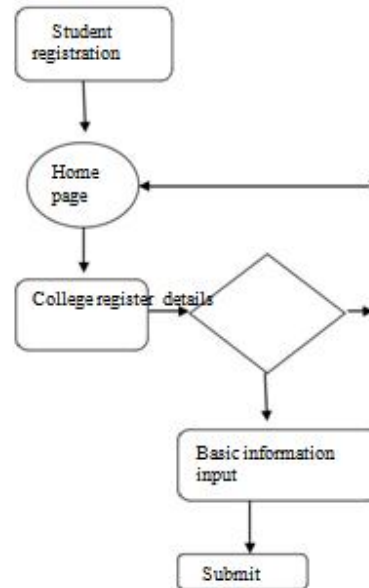 Student
registration
Home
page
College register details
Basic information
input
Submit